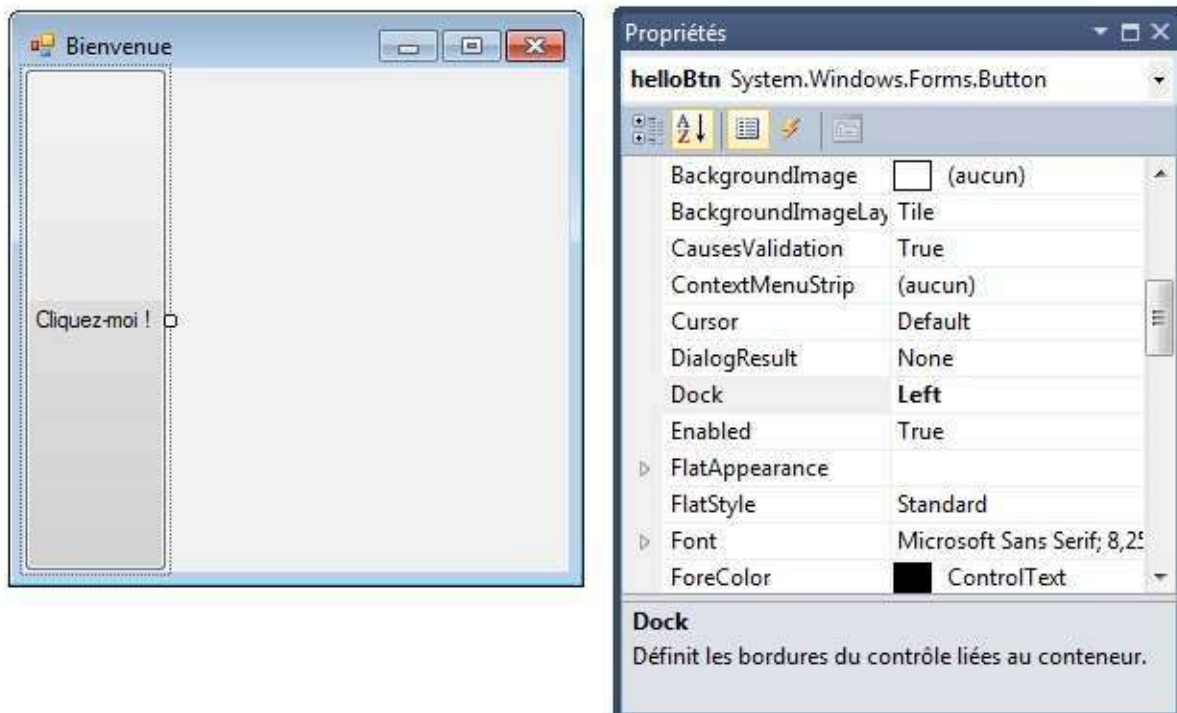 Bienvenue
Cliquez-moi !
Propriétés
helloBtn System.Windows.Forms.Button
BackgroundImage (aucun)
BackgroundImageLay Tile
CausesValidation True
ContextMenuStrip (aucun)
Cursor Default
DialogResult None
Dock Left
Enabled True
FlatAppearance
FlatStyle Standard
Font Microsoft Sans Serif; 8,25
ForeColor ControlText
Dock
Définit les bordures du contrôle liées au conteneur.